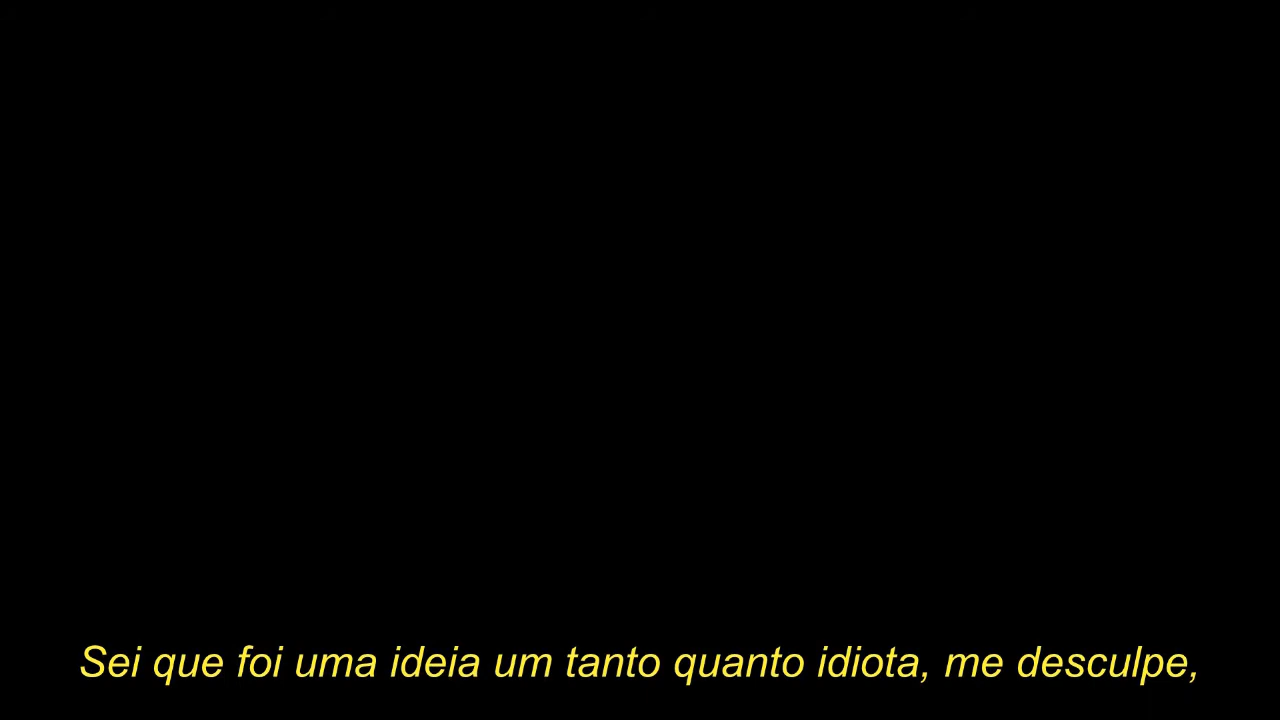 Sei que foi uma ideia um tanto quanto idiota, me desculpe,